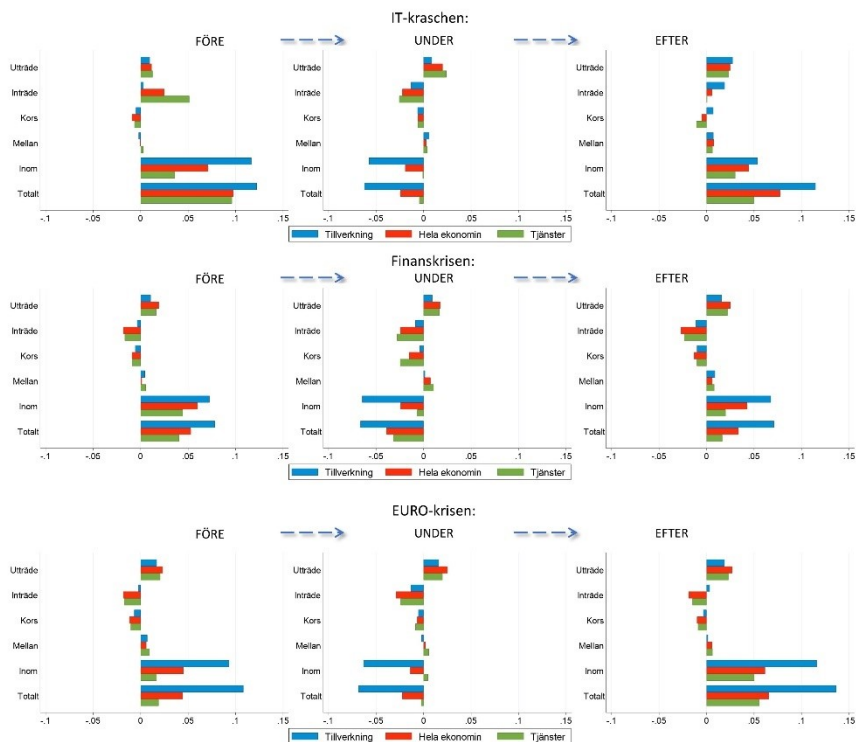 IT-kraschen:
FÖRE UNDER EFTER
Utträde Utträde Utträde
Inträde Inträde Inträde
Kors Kors Kors
Mellan Mellan Mellan
Inom Inom Inom
Totalt Totalt Totalt
-.1 -.05 0 .05 .1 .15 -.1 -.05 0 .05 .1 .15 -.1 -.05 0 .05 .1 .15
Tillverkning Hela ekonomin Tjänster
Finanskrisen:
FÖRE UNDER EFTER
Utträde Utträde Utträde
Inträde Inträde Inträde
Kors Kors Kors
Mellan Mellan Mellan
Inom Inom Inom
Totalt Totalt Totalt
-.1 -.05 0 .05 .1 .15 -.1 -.05 0 .05 .1 .15 -.1 -.05 0 .05 .1 .15
Tillverkning Hela ekonomin Tjänster
EURO-krisen:
FÖRE UNDER EFTER
Utträde Utträde Utträde
Inträde Inträde Inträde
Kors Kors Kors
Mellan Mellan Mellan
Inom Inom Inom
Totalt Totalt Totalt
-.1 -.05 0 .05 .1 .15 -.1 -.05 0 .05 .1 .15 -.1 -.05 0 .05 .1 .15
Tillverkning Hela ekonomin Tjänster